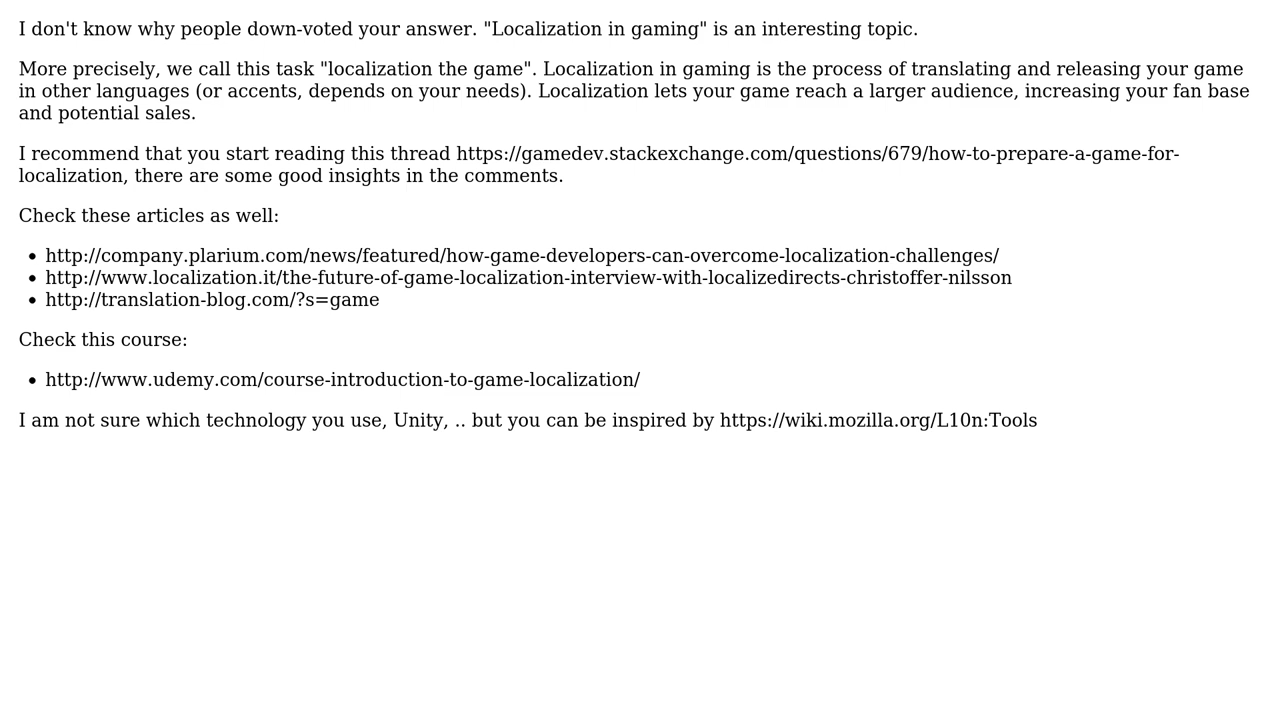 I don't know why people down-voted your answer. "Localization in gaming" is an interesting topic.
More precisely, we call this task "localization the game". Localization in gaming is the process of translating and releasing your game
in other languages (or accents, depends on your needs). Localization lets your game reach a larger audience, increasing your fan base
and potential sales.
I recommend that you start reading this thread https://gamedev.stackexchange.com/questions/679/how-to-prepare-a-game-for-
localization, there are some good insights in the comments.
Check these articles as well:
• http://company.plarium.com/news/featured/how-game-developers-can-overcome-localization-challenges/
• http://www.localization.it/the-future-of-game-localization-interview-with-localizedirects-christoffer-nilsson
• http://translation-blog.com/?s=game
Check this course:
• http://www.udemy.com/course-introduction-to-game-localization/
I am not sure which technology you use, Unity, .. but you can be inspired by https://wiki.mozilla.org/L10n:Tools